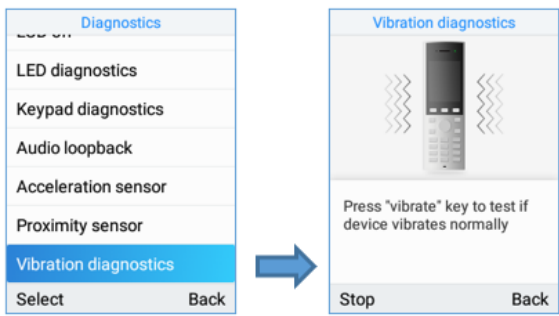 Diagnostics
LED diagnostics
Keypad diagnostics
Audio loopback
Acceleration sensor
Proximity sensor
Vibration diagnostics
Select Back
Vibration diagnostics
Press "vibrate" key to test if
device vibrates normally
Stop Back